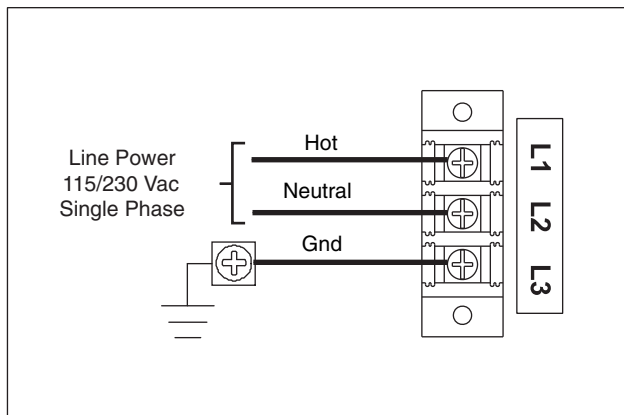 Hot
Line Power
115/230 Vac
Single Phase
Neutral
Gnd
L1
L2
L3